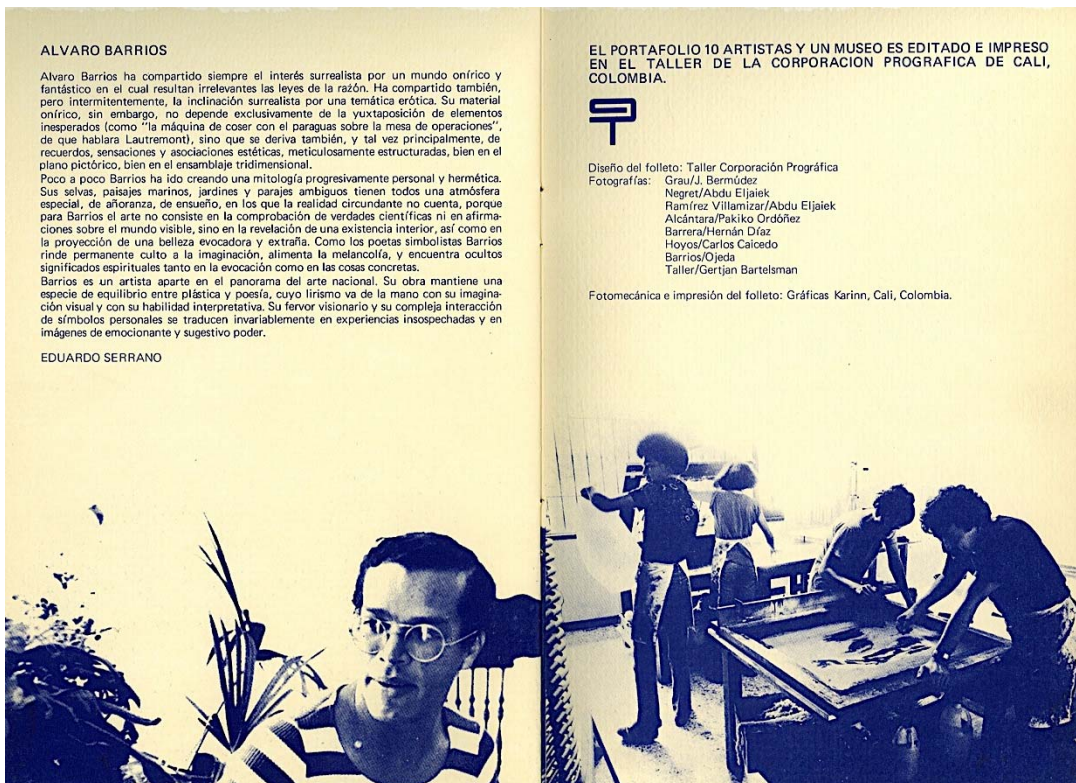 ALVARO BARRIOS
Alvaro Barrios ha compartido siempre el interés surrealista por un mundo onírico y
fantástico en el cual resultan irrelevantes las leyes de la razón. Ha compartido también,
pero intermitentemente, la inclinación surrealista por una temática erótica. Su material
onírico, sin embargo, no depende exclusivamente de la yuxtaposición de elementos
inesperados (como "la máquina de coser con el paraguas sobre la mesa de operaciones",
de que hablara Lautremont), sino que se deriva también, y tal vez principalmente, de
recuerdos, sensaciones y asociaciones estéticas, meticulosamente estructuradas, bien en el
plano pictórico, bien en el ensamblaje tridimensional.
Poco a poco Barrios ha ido creando una mitología progresivamente personal y hermética.
Sus selvas, paisajes marinos, jardines y parajes ambiguos tienen todos una atmósfera
especial, de añoranza, de ensueño, en los que la realidad circundante no cuenta, porque
para Barrios el arte no consiste en la comprobación de verdades científicas ni en afirma-
ciones sobre el mundo visible, sino en la revelación de una existencia interior, así como en
la proyección de una belleza evocadora y extraña. Como los poetas simbolistas Barrios
rinde permanente culto a la imaginación, alimenta la melancolía, y encuentra ocultos
significados espirituales tanto en la evocación como en las cosas concretas.
Barrios es un artista aparte en el panorama del arte nacional. Su obra mantiene una
especie de equilibrio entre plástica y poesía, cuyo lirismo va de la mano con su imagina-
ción visual y con su habilidad interpretativa. Su fervor visionario y su compleja interacción
de símbolos personales se traducen invariablemente en experiencias insospechadas y en
imágenes de emocionante y sugestivo poder.
EDUARDO SERRANO
EL PORTAFOLIO 10 ARTISTAS Y UN MUSEO ES EDITADO E IMPRESO
EN EL TALLER DE LA CORPORACION PROGRAFICA DE CALI,
COLOMBIA.
Diseño del folleto: Taller Corporación Prográfica
Fotografías: Grau/J. Bermúdez
Negret/Abdu Eljaiek
Ramírez Villamizar/Abdu Eljaiek
Alcántara/Pakiko Ordóñez
Barrera/Hernán Díaz
Hoyos/Carlos Caicedo
Barrios/Ojeda
Taller/Gertjan Bartelsman
Fotomecánica e impresión del folleto: Gráficas Karinn, Cali, Colombia.